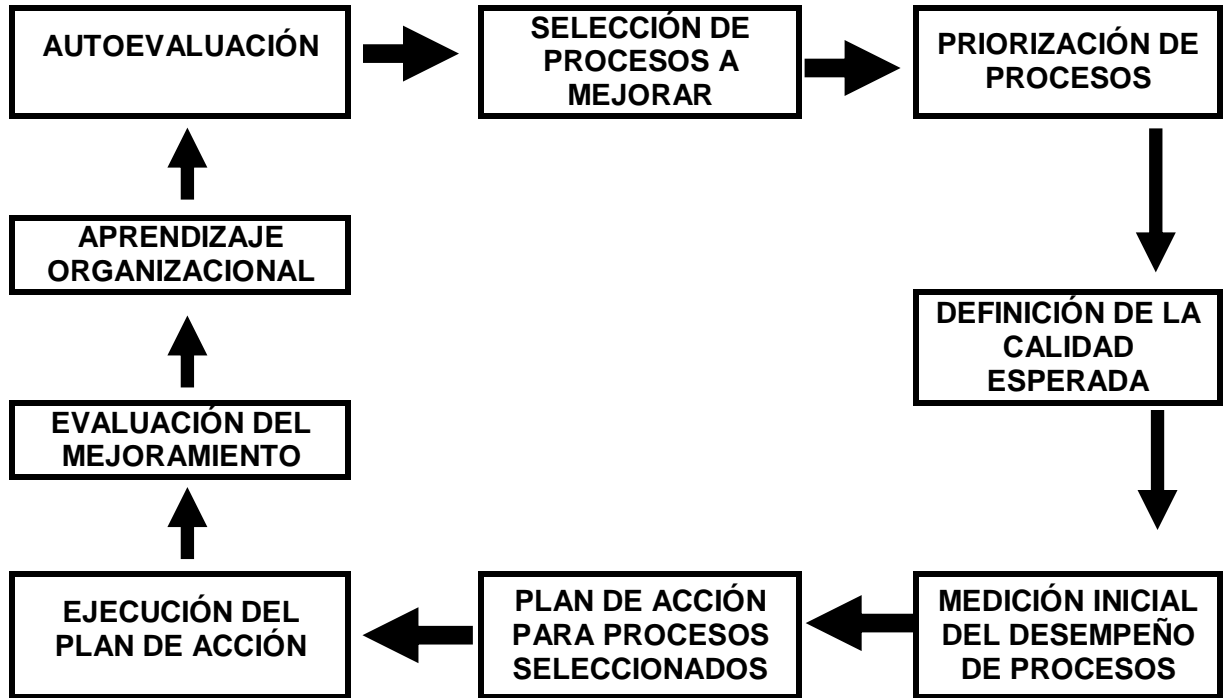 AUTOEVALUACIÓN
SELECCIÓN DE
PROCESOS A
MEJORAR
PRIORIZACIÓN DE
PROCESOS
DEFINICIÓN DE LA
CALIDAD
ESPERADA
MEDICIÓN INICIAL
DEL DESEMPEÑO
DE PROCESOS
PLAN DE ACCIÓN
PARA PROCESOS
SELECCIONADOS
EJECUCIÓN DEL
PLAN DE ACCIÓN
EVALUACIÓN DEL
MEJORAMIENTO
APRENDIZAJE
ORGANIZACIONAL